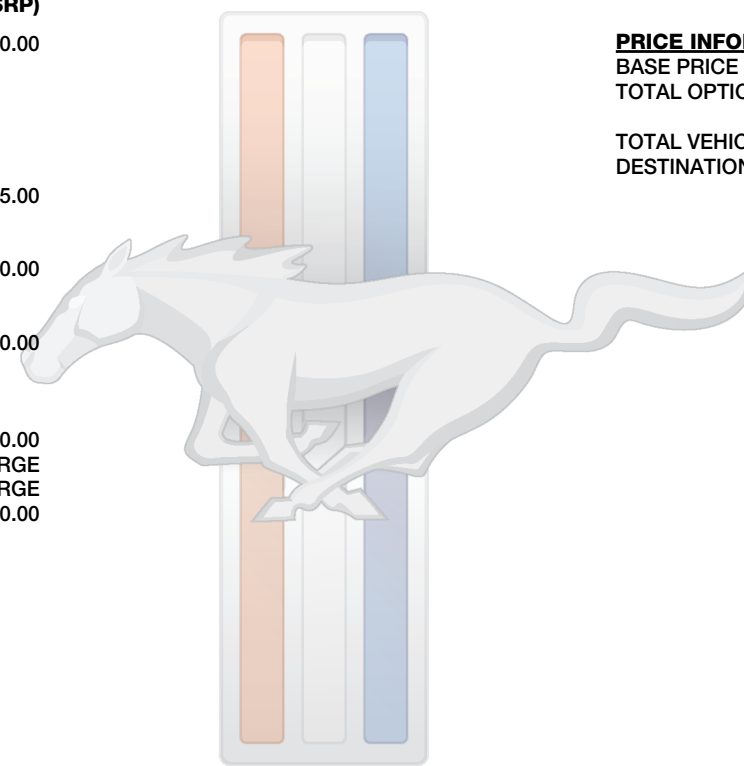 SRP)
0.00
5.00
0.00
0.00
0.00
RGE
RGE
0.00
PRICE INFO
BASE PRICE
TOTAL OPTIO
TOTAL VEHIC
DESTINATION